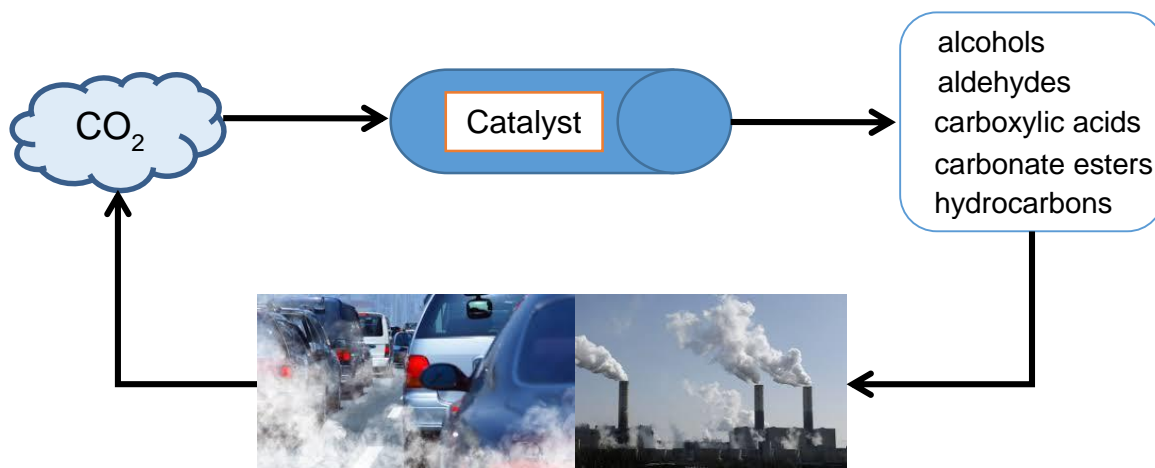 CO₂
Catalyst
alcohols
aldehydes
carboxylic acids
carbonate esters
hydrocarbons